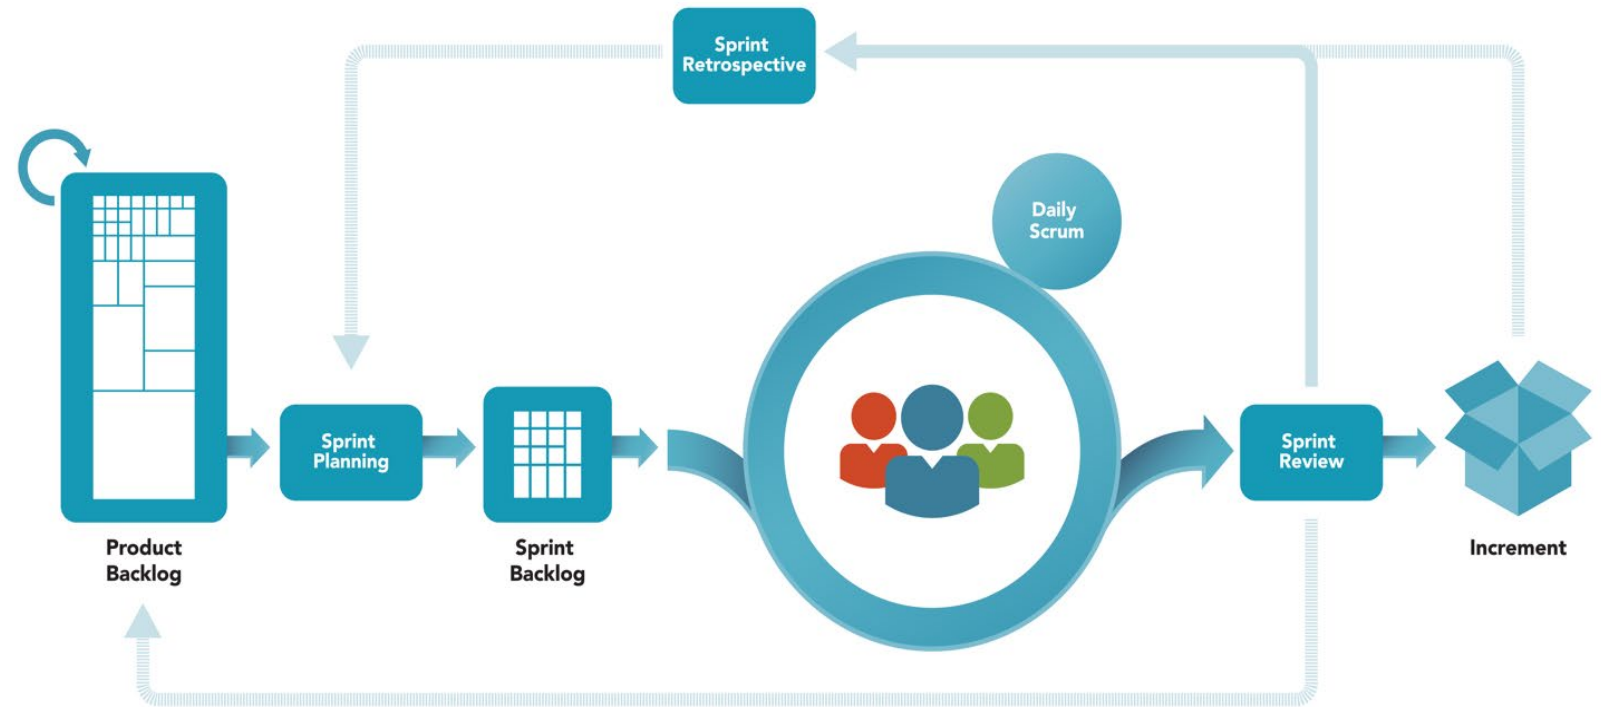 Sprint
Retrospective
Daily
Scrum
Sprint
Planning
Sprint
Review
Product
Backlog
Sprint
Backlog
Increment